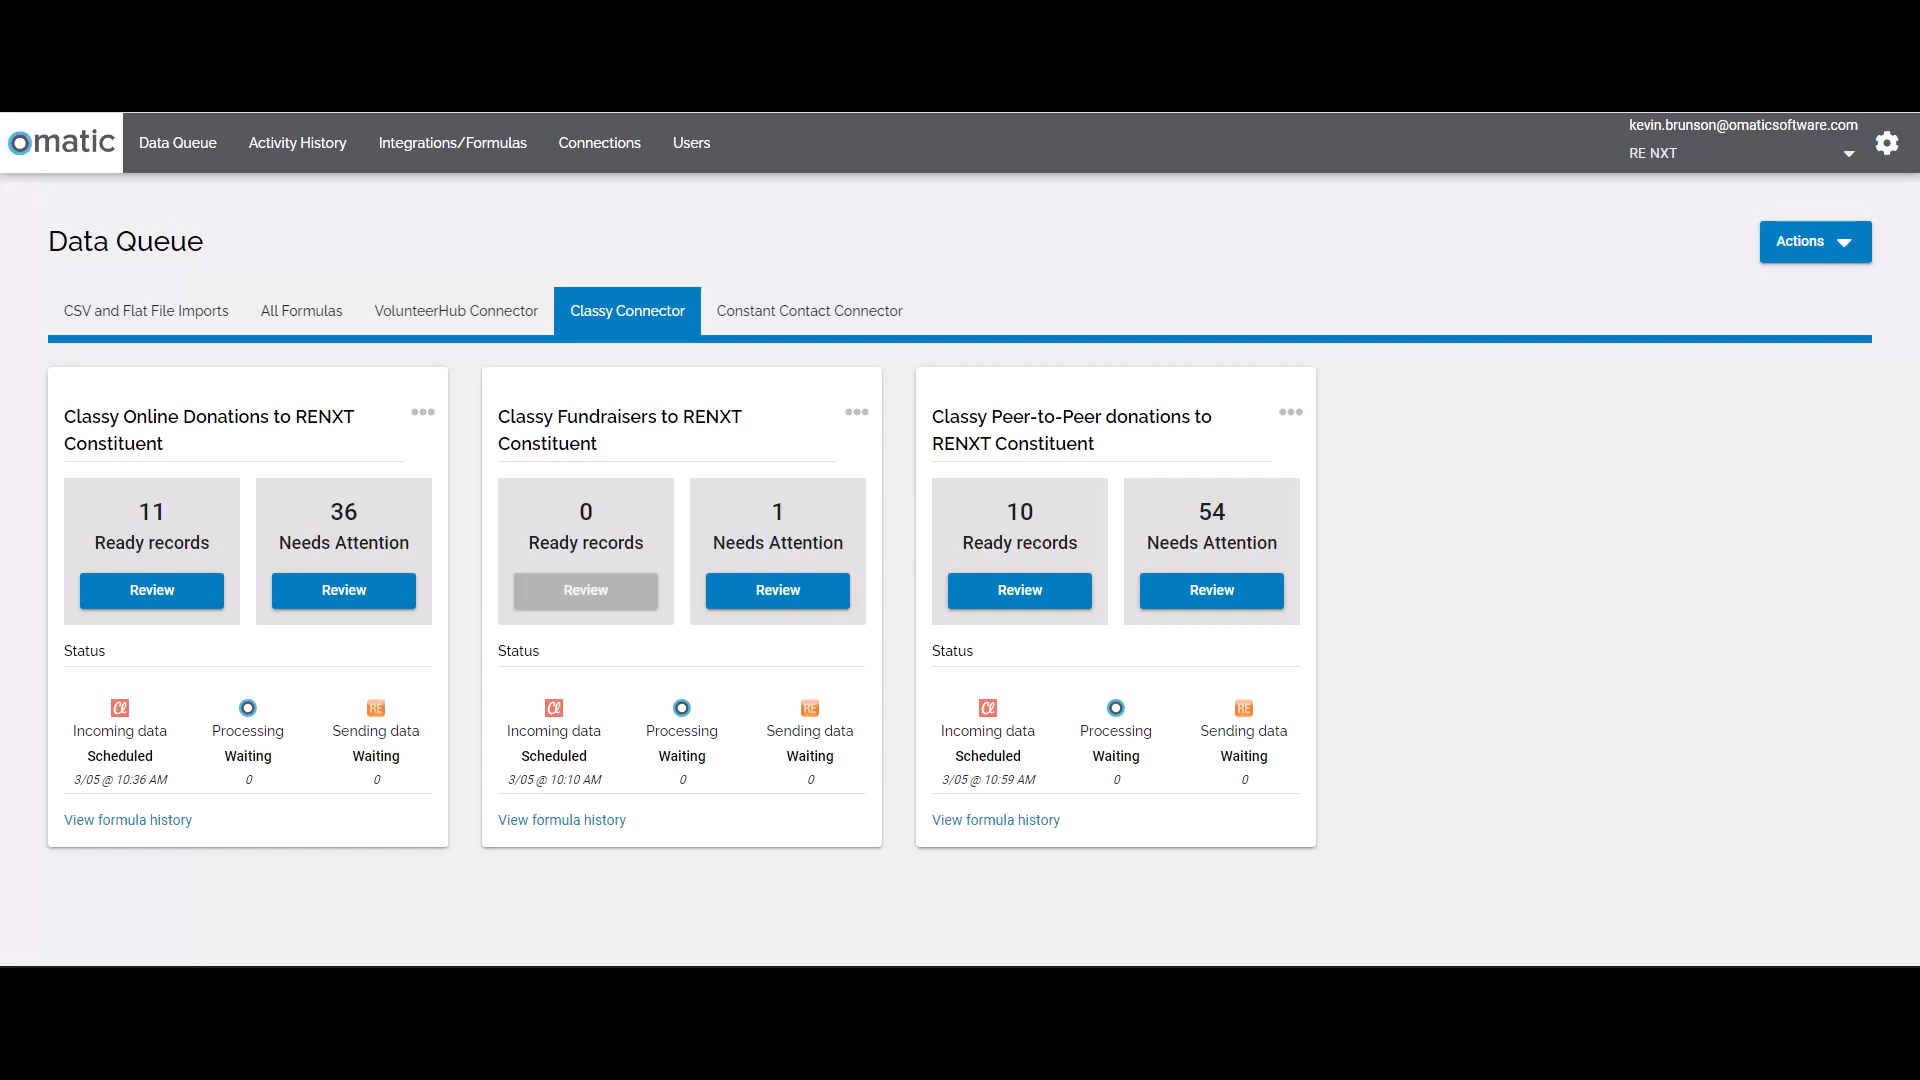 omatic
Data Queue
Activity History
Integrations/Formulas
Connections
Users
kevin.brunson@omaticsoftware.com
RE NXT
Data Queue
Actions
CSV and Flat File Imports
All Formulas
VolunteerHub Connector
Classy Connector
Constant Contact Connector
Classy Online Donations to RENXT
Constituent
11
Ready records
Review
36
Needs Attention
Review
Status
Cl
Incoming data
Scheduled
3/05 @ 10:36 AM
Processing
Waiting
0
RE
Sending data
Waiting
0
View formula history
Classy Fundraisers to RENXT
Constituent
0
Ready records
Review
1
Needs Attention
Review
Status
Cl
Incoming data
Scheduled
3/05 @ 10:10 AM
Processing
Waiting
0
RE
Sending data
Waiting
0
View formula history
Classy Peer-to-Peer donations to
RENXT Constituent
10
Ready records
Review
54
Needs Attention
Review
Status
Cl
Incoming data
Scheduled
3/05 @ 10:59 AM
Processing
Waiting
0
RE
Sending data
Waiting
0
View formula history